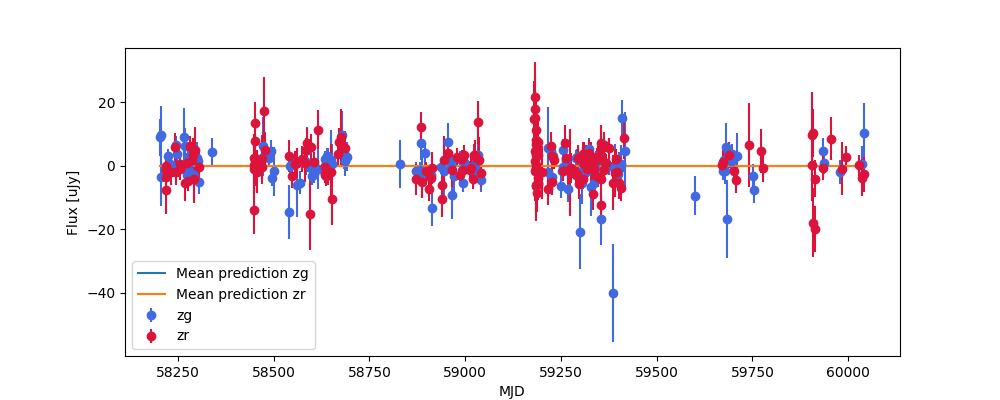 20
0
−20
−40
Flux [uJy]
Mean prediction zg
Mean prediction zr
zg
zr
58250 58500 58750 59000 59250 59500 59750 60000
MJD